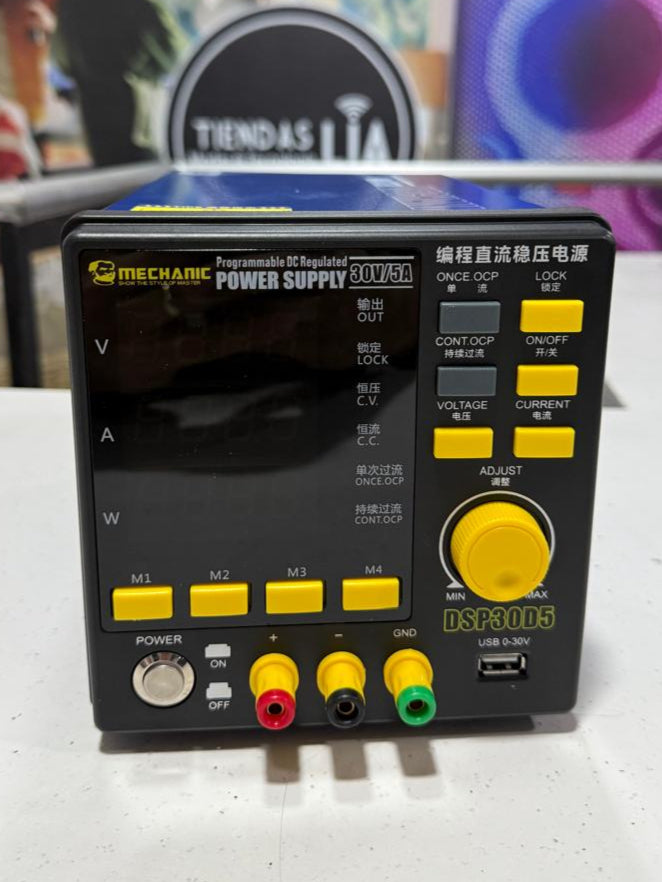 TIENDAS
LIA
MECHANIC
SHOW THE STYLE OF MASTER
Programmable DC Regulated
POWER SUPPLY
30V/5A
编程直流稳压电源
ONCE.OCP
单 流
LOCK
锁定
CONT.OCP
持续过流
ON/OFF
开/关
VOLTAGE
电压
CURRENT
电流
ADJUST
调整
MIN
MAX
DSP30D5
USB 0-30V
V
A
W
输出
OUT
锁定
LOCK
恒压
C.V.
恒流
C.C.
单次过流
ONCE.OCP
持续过流
CONT.OCP
M1
M2
M3
M4
POWER
ON
OFF
+
−
GND